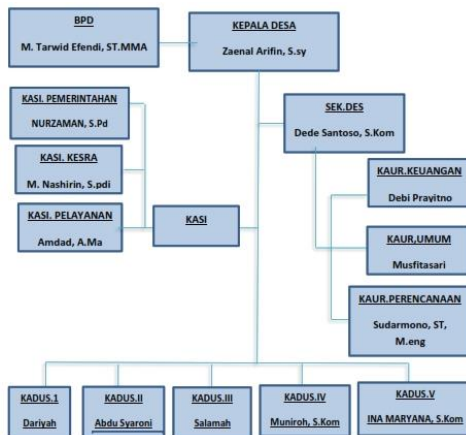 BPD
M. Tarwid Efendi, ST.MMA
KEPALA DESA
Zaenal Arifin, S.sy
KASI. PEMERINTAHAN
NURZAMAN, S.Pd
SEK.DES
Dede Santoso, S.Kom
KASI. KESRA
M. Nashirin, S.pdi
KAUR.KEUANGAN
Debi Prayitno
KASI. PELAYANAN
Amdad, A.Ma
KASI
KAUR,UMUM
Musfitasari
KAUR.PERENCANAAN
Sudarmono, ST,
M.eng
KADUS.1
Dariyah
KADUS.II
Abdu Syaroni
KADUS.III
Salamah
KADUS.IV
Muniroh, S.Kom
KADUS.V
INA MARYANA, S.Kom